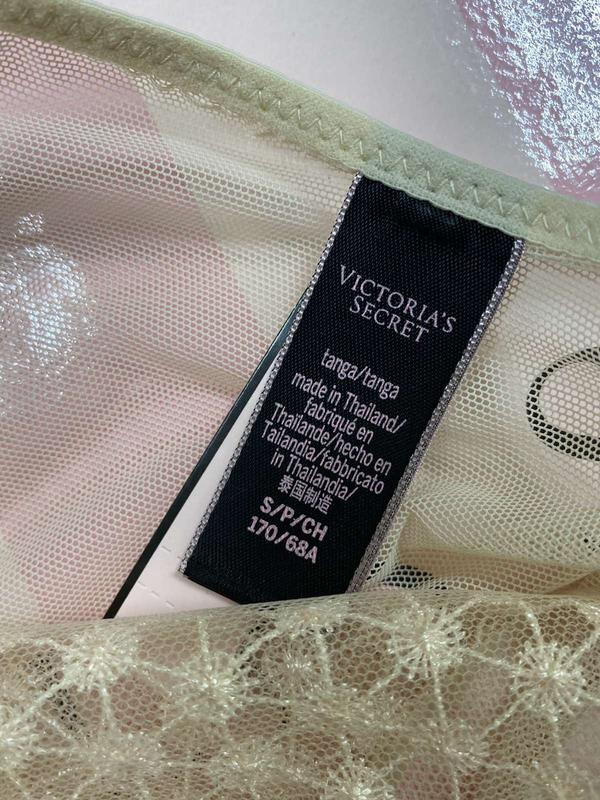 VICTORIA'S
SECRET
tanga/tanga
made in Thailand/
fabriqué en
Thaïlande/hecho en
Tailandia/fabbricato
in Thailandia/
泰国制造
S/P/CH
170/68A